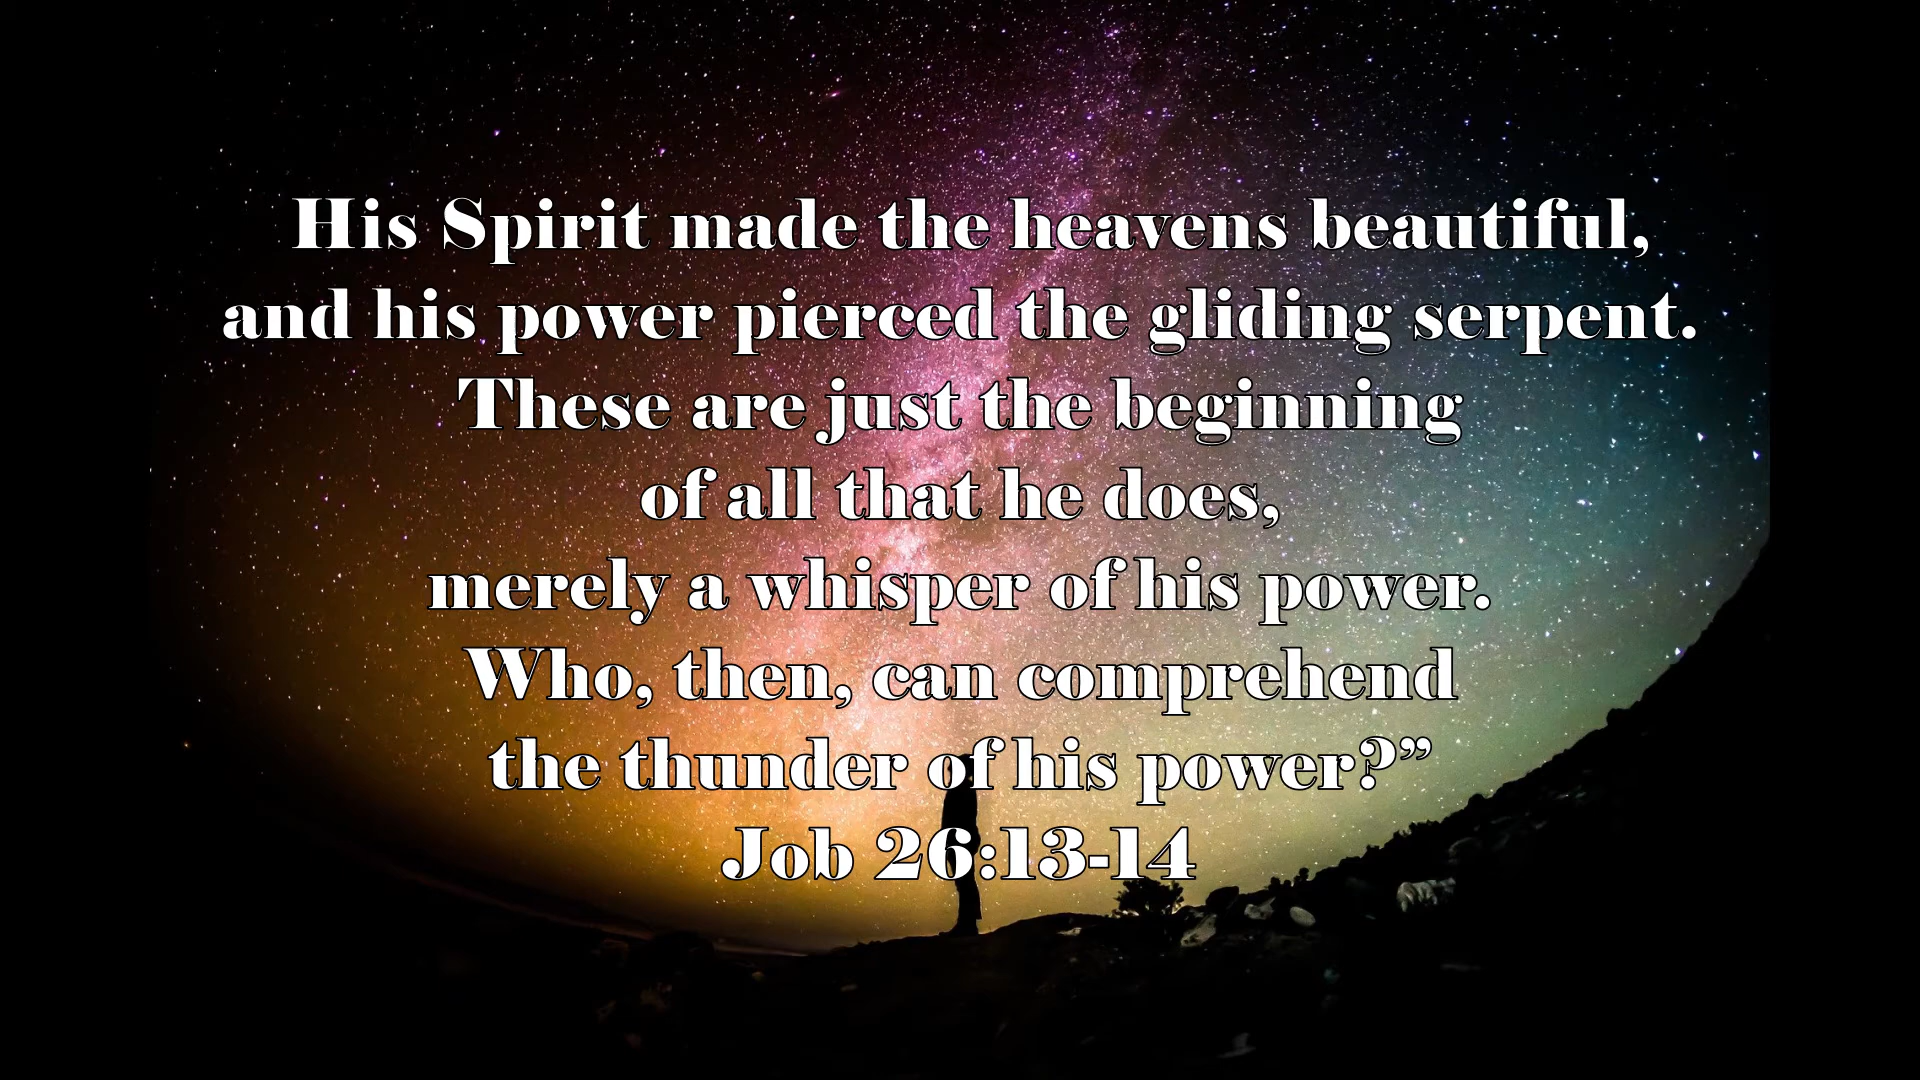 His Spirit made the heavens beautiful,
and his power pierced the gliding serpent.
These are just the beginning
of all that he does,
merely a whisper of his power.
Who, then, can comprehend
the thunder of his power?”
Job 26:13-14